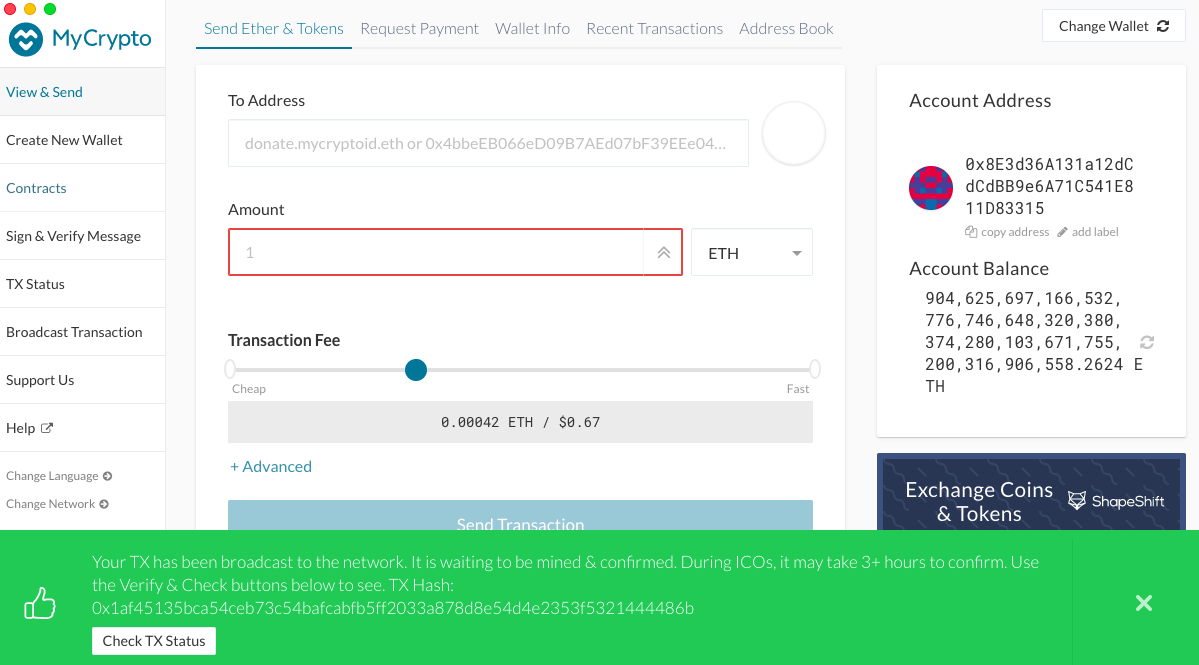 MyCrypto
View & Send
Create New Wallet
Contracts
Sign & Verify Message
TX Status
Broadcast Transaction
Support Us
Help
Change Language
Change Network
Send Ether & Tokens
Request Payment
Wallet Info
Recent Transactions
Address Book
Change Wallet
To Address
donate.mycryptoid.eth or 0x4bbeEB066eD09B7AEd07bF39EEe04...
Amount
1
ETH
Transaction Fee
Cheap
Fast
0.00042 ETH / $0.67
+ Advanced
Send Transaction
Account Address
0x8E3d36A131a12dC
dCdBB9e6A71C541E8
11D83315
copy address
add label
Account Balance
904,625,697,166,532,
776,746,648,320,380,
374,280,103,671,755,
200,316,906,558.2624 E
TH
Exchange Coins
& Tokens
ShapeShift
Your TX has been broadcast to the network. It is waiting to be mined & confirmed. During ICOs, it may take 3+ hours to confirm. Use
the Verify & Check buttons below to see. TX Hash:
0x1af45135bca54ceb73c54bafcabfb5ff2033a878d8e54d4e2353f5321444486b
Check TX Status